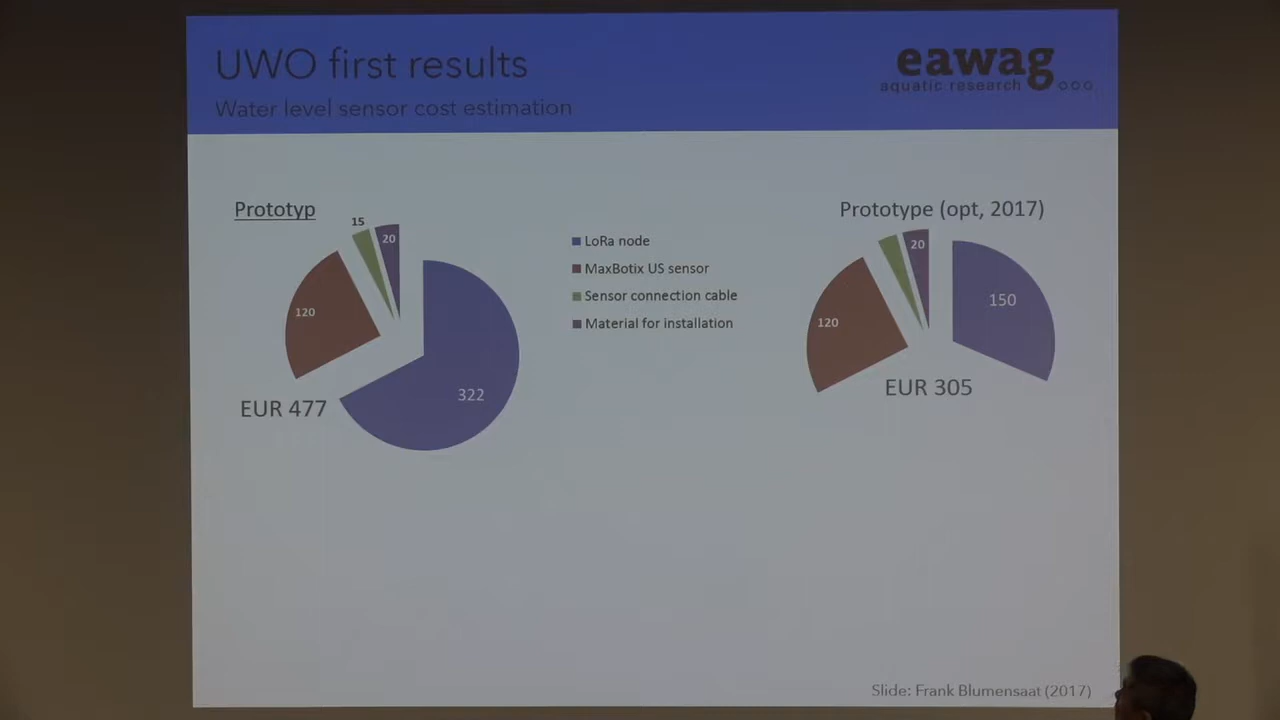 UWO first results
Water level sensor cost estimation
eawag
aquatic research
Prototyp
15
20
120
322
EUR 477
LoRa node
MaxBotix US sensor
Sensor connection cable
Material for installation
Prototype (opt, 2017)
20
120
150
EUR 305
Slide: Frank Blumensaat (2017)